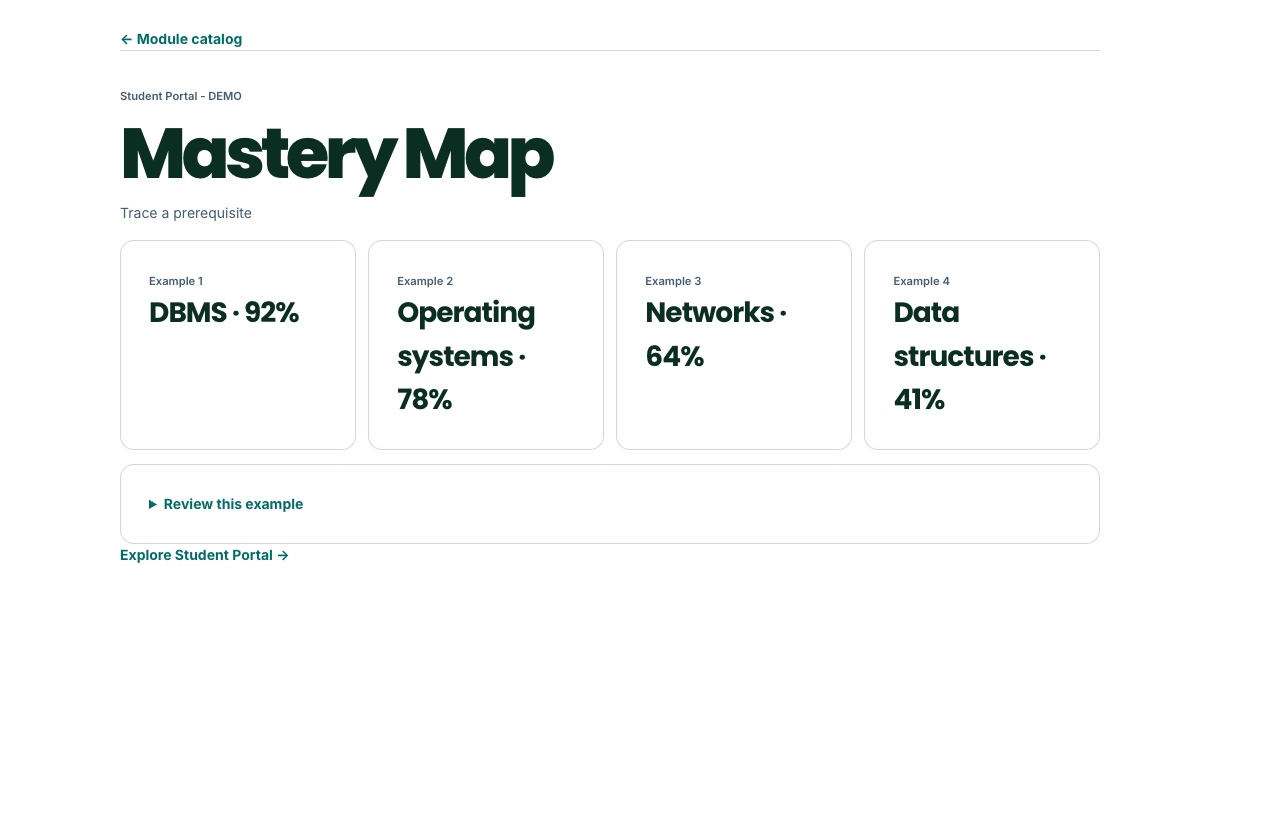 ← Module catalog
Student Portal - DEMO
Mastery Map
Trace a prerequisite
Example 1
DBMS · 92%
Example 2
Operating
systems ·
78%
Example 3
Networks ·
64%
Example 4
Data
structures ·
41%
▶ Review this example
Explore Student Portal →